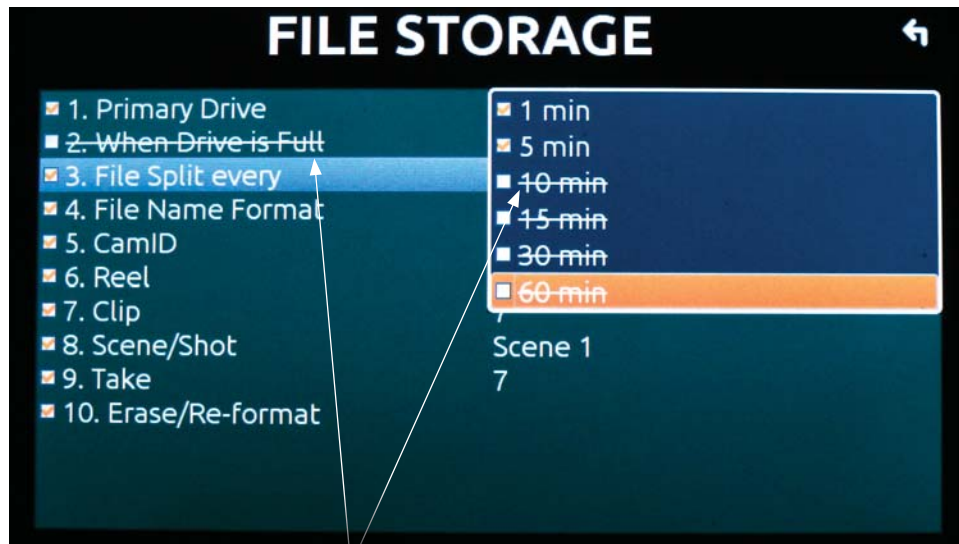 FILE STORAGE
1. Primary Drive
2. When Drive is Full
3. File Split every
4. File Name Format
5. CamID
6. Reel
7. Clip
8. Scene/Shot
9. Take
10. Erase/Re-format
1 min
5 min
10 min
15 min
30 min
60 min
Scene 1
7